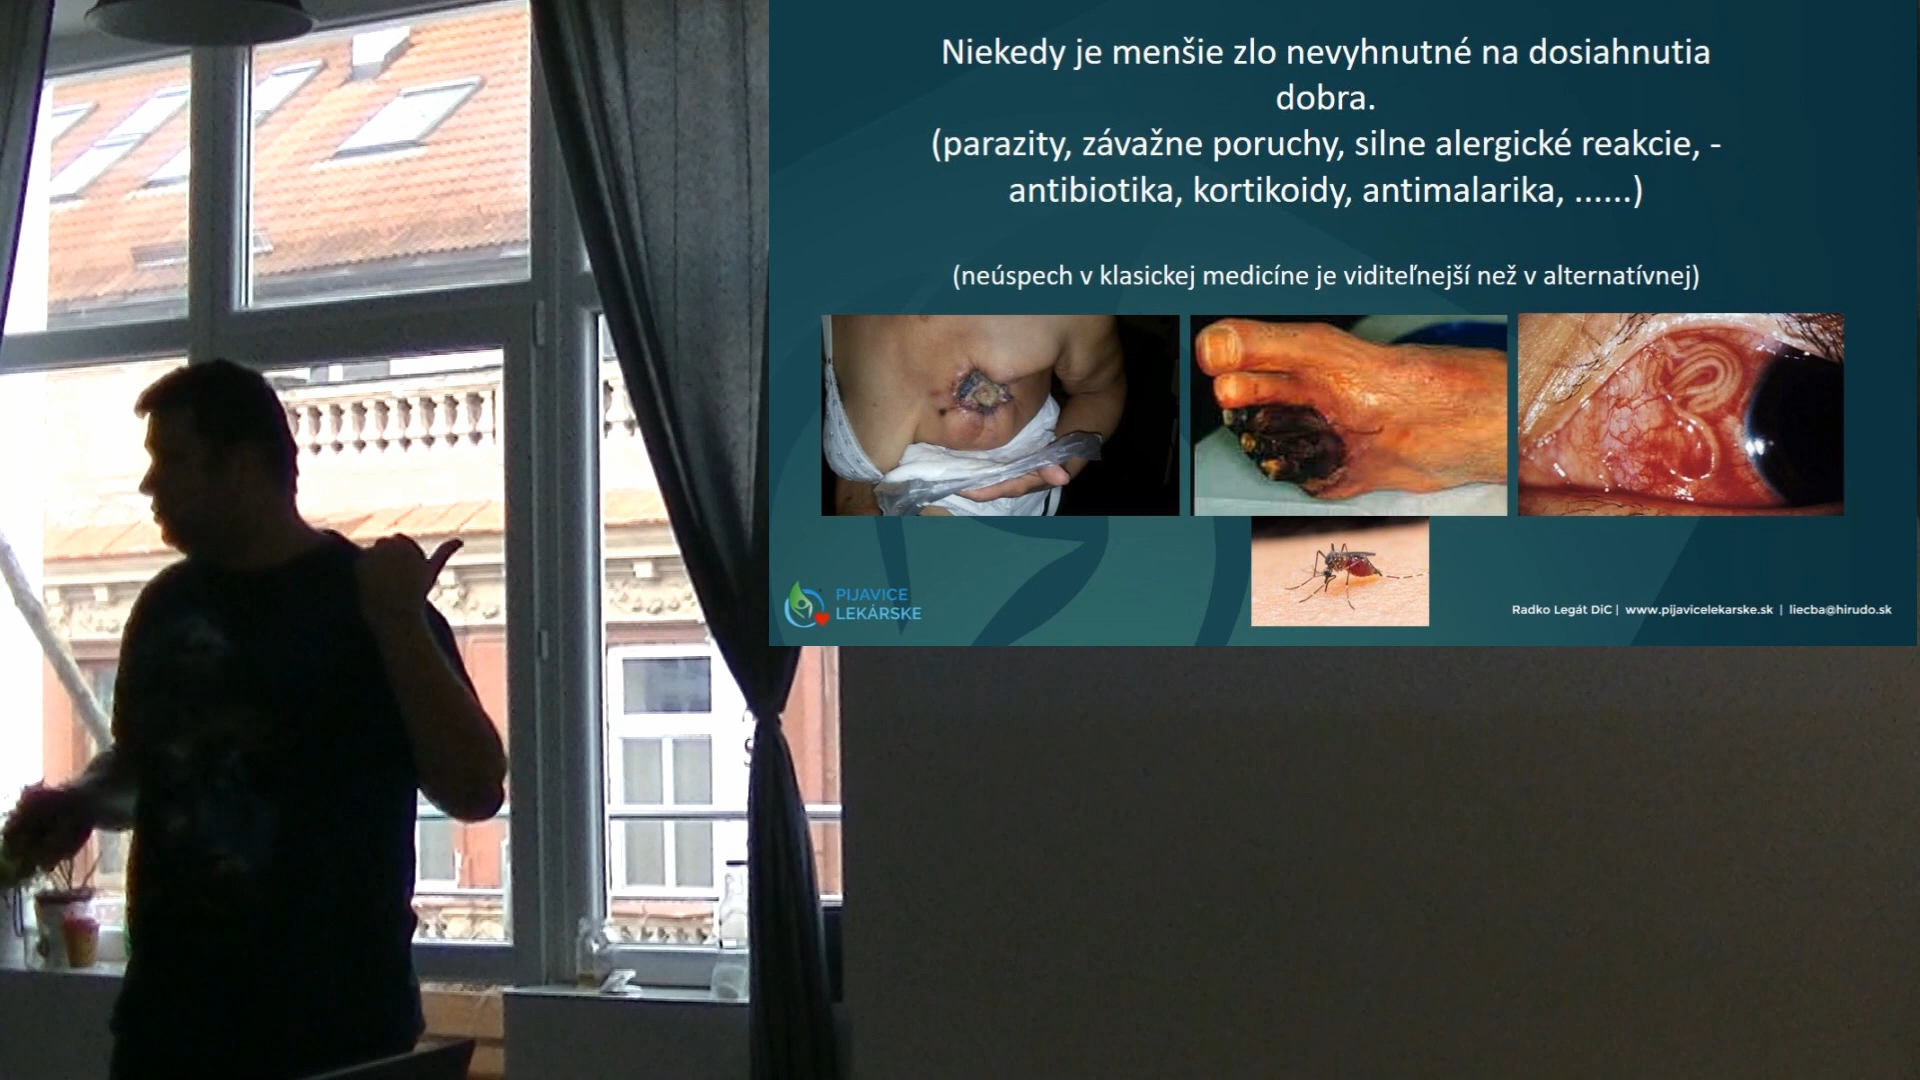 Niekedy je menšie zlo nevyhnutné na dosiahnutia
dobra.
(parazity, závažne poruchy, silne alergické reakcie, -
antibiotika, kortikoidy, antimalarika, ......)
(neúspech v klasickej medicíne je viditeľnejší než v alternatívnej)
PIJAVICE
LEKÁRSKE
Radko Legát DiC | www.pijavicelekarske.sk | liecba@hirudo.sk